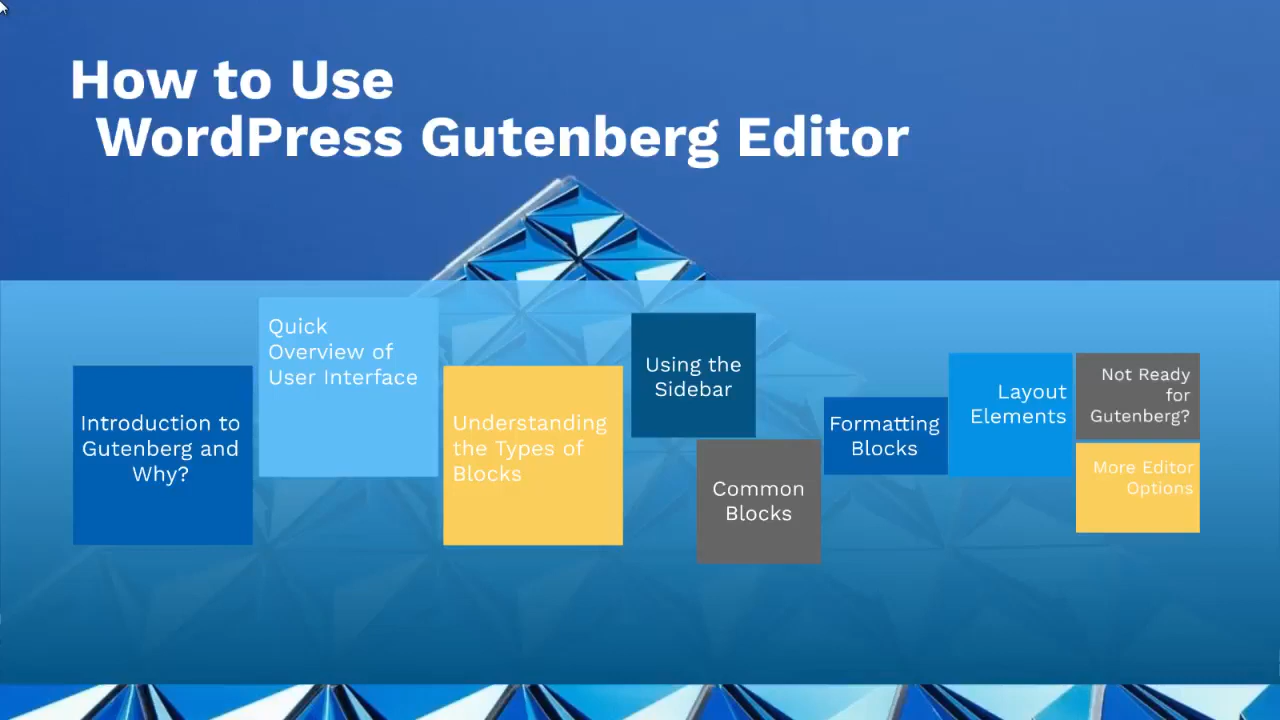 How to Use
WordPress Gutenberg Editor
Introduction to
Gutenberg and
Why?
Quick
Overview of
User Interface
Understanding
the Types of
Blocks
Using the
Sidebar
Common
Blocks
Formatting
Blocks
Layout
Elements
Not Ready
for
Gutenberg?
More Editor
Options